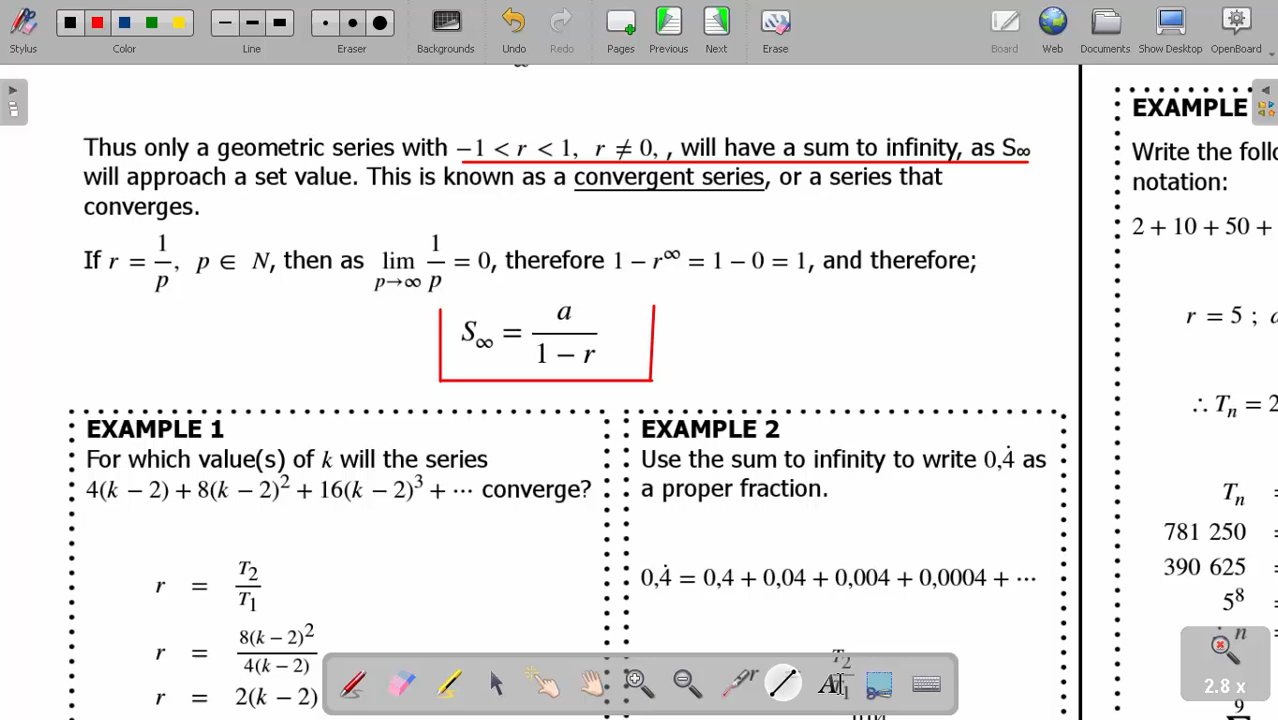 Stylus Color Line Eraser Backgrounds Undo Redo Pages Previous Next Erase Board Web Documents Show Desktop OpenBoard
Thus only a geometric series with −1 < r < 1, r ≠ 0, , will have a sum to infinity, as S∞
will approach a set value. This is known as a convergent series, or a series that
converges.
If r = 1/p, p ∈ N, then as lim p→∞ 1/p = 0, therefore 1 − r^∞ = 1 − 0 = 1, and therefore;
S∞ = a/(1 − r)
EXAMPLE 1
For which value(s) of k will the series
4(k − 2) + 8(k − 2)² + 16(k − 2)³ + ⋯ converge?
r = T₂/T₁
r = 8(k − 2)²/4(k − 2)
r = 2(k − 2)
EXAMPLE 2
Use the sum to infinity to write 0,4̇ as
a proper fraction.
0,4̇ = 0,4 + 0,04 + 0,004 + 0,0004 + ⋯
EXAMPLE
Write the
notation:
2 + 10 + 50 +
r = 5 ;
∴ Tₙ = 2
Tₙ =
781 250 =
390 625 =
5⁸ =
n =
9
2.8 x